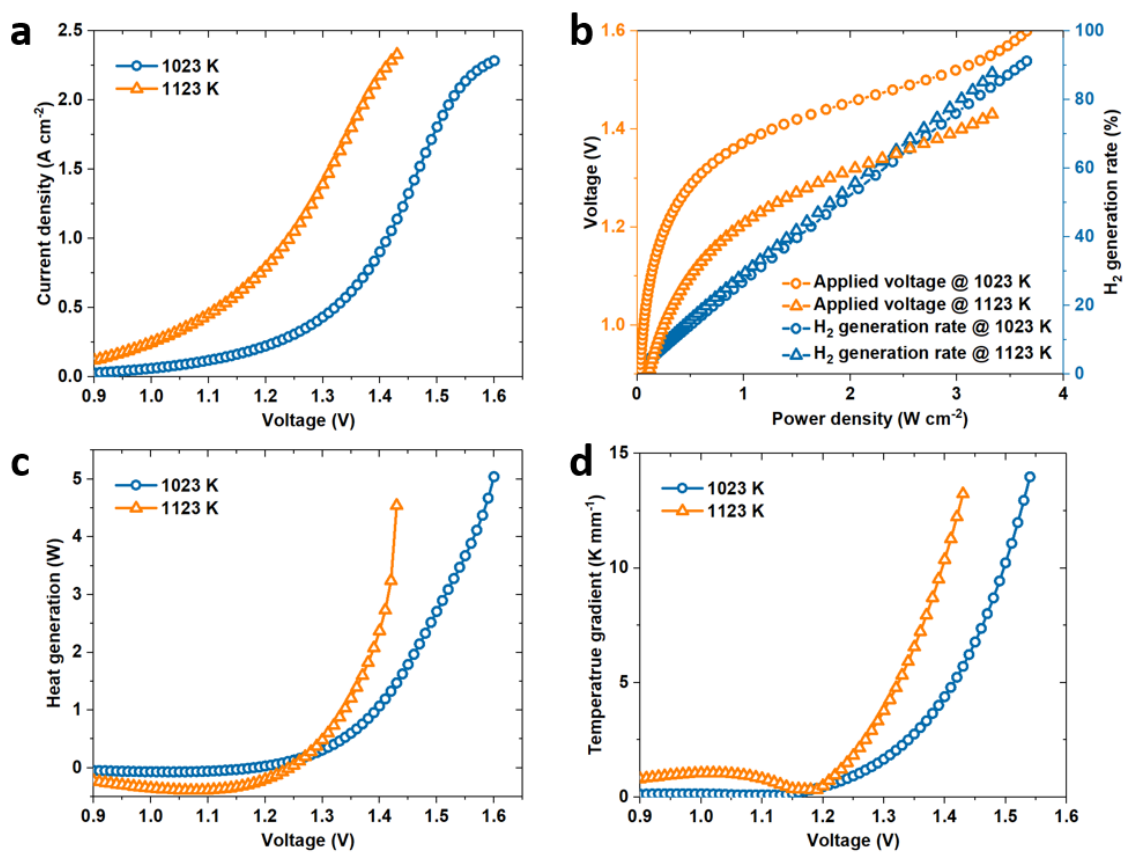 a
2.5
2.0
1.5
1.0
0.5
0.0
Current density (A cm-2)
1023 K
1123 K
0.9 1.0 1.1 1.2 1.3 1.4 1.5 1.6
Voltage (V)
b
1.6
1.4
1.2
1.0
Voltage (V)
Applied voltage @ 1023 K
Applied voltage @ 1123 K
H2 generation rate @ 1023 K
H2 generation rate @ 1123 K
100
80
60
40
20
0
H2 generation rate (%)
0 1 2 3 4
Power density (W cm-2)
c
5
4
3
2
1
0
Heat generation (W)
1023 K
1123 K
0.9 1.0 1.1 1.2 1.3 1.4 1.5 1.6
Voltage (V)
d
15
10
5
0
Temperatrue gradient (K mm-1)
1023 K
1123 K
0.9 1.0 1.1 1.2 1.3 1.4 1.5 1.6
Voltage (V)